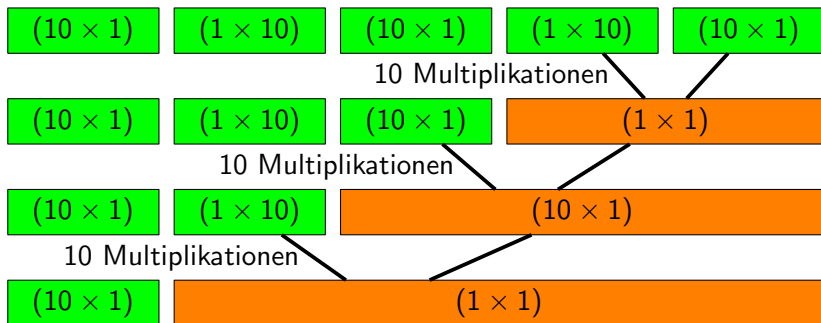 (10 × 1) (1 × 10) (10 × 1) (1 × 10) (10 × 1)
10 Multiplikationen
(10 × 1) (1 × 10) (10 × 1) (1 × 1)
10 Multiplikationen
(10 × 1) (1 × 10) (10 × 1)
10 Multiplikationen
(10 × 1) (1 × 1)